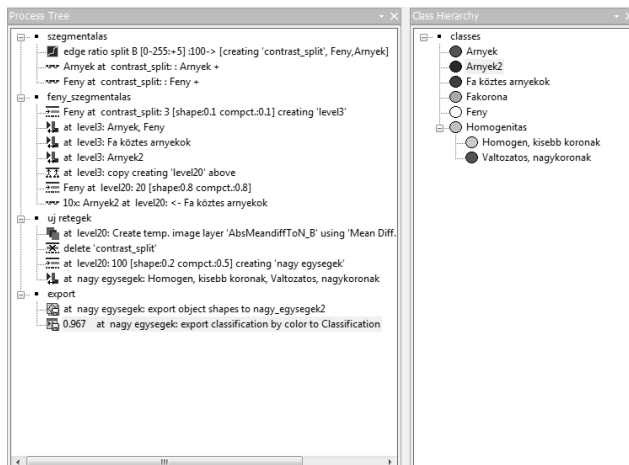 Process Tree
szegmentalas
edge ratio split B [0-255:+5] :100-> [creating 'contrast_split', Feny,Arnyek]
Arnyek at contrast_split: : Arnyek +
Feny at contrast_split: : Feny +
feny_szegmentalas
Feny at contrast_split: 3 [shape:0.1 compct.:0.1] creating 'level3'
at level3: Arnyek, Feny
at level3: Fa köztes arnyekok
at level3: Arnyek2
at level3: copy creating 'level20' above
Feny at level20: 20 [shape:0.8 compct.:0.8]
10x: Arnyek2 at level20: <- Fa köztes arnyekok
uj retegek
at level20: Create temp. image layer 'AbsMeandiffToN_B' using 'Mean Diff.
delete 'contrast_split'
at level20: 100 [shape:0.2 compct.:0.5] creating 'nagy egysegek'
at nagy egysegek: Homogen, kisebb koronak, Valtozatos, nagykoronak
export
at nagy egysegek: export object shapes to nagy_egysegek2
0.967 at nagy egysegek: export classification by color to Classification
Class Hierarchy
classes
Arnyek
Arnyek2
Fa köztes arnyekok
Fakorona
Feny
Homogenitas
Homogen, kisebb koronak
Valtozatos, nagykoronak